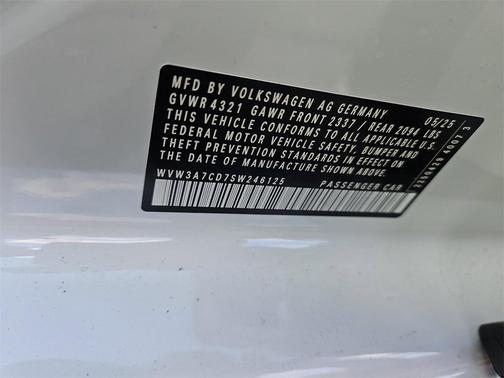 MFD BY VOLKSWAGEN AG GERMANY 05/25
GVWR 4321 GAWR FRONT 2337 / REAR 2094 LBS
THIS VEHICLE CONFORMS TO ALL APPLICABLE U.S.
FEDERAL MOTOR VEHICLE SAFETY, BUMPER AND
THEFT PREVENTION STANDARDS IN EFFECT ON
THE DATE OF MANUFACTURE SHOWN ABOVE.
WVW3A7CD7SW246125 PASSENGER CAR